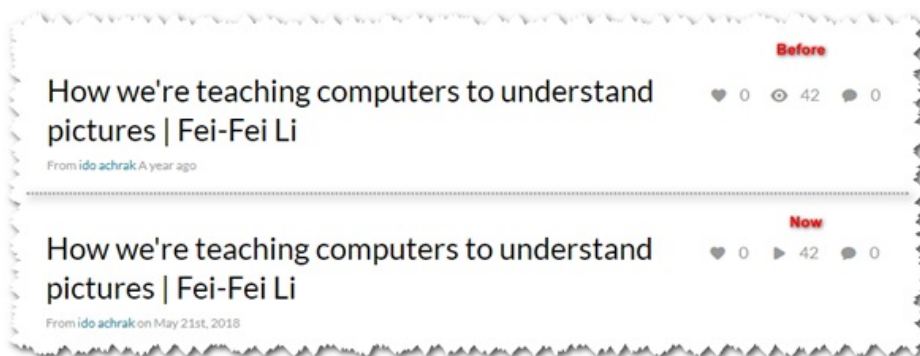 Before
How we're teaching computers to understand
pictures | Fei-Fei Li
0 42 0
From ido achrak A year ago
Now
How we're teaching computers to understand
pictures | Fei-Fei Li
0 42 0
From ido achrak on May 21st, 2018